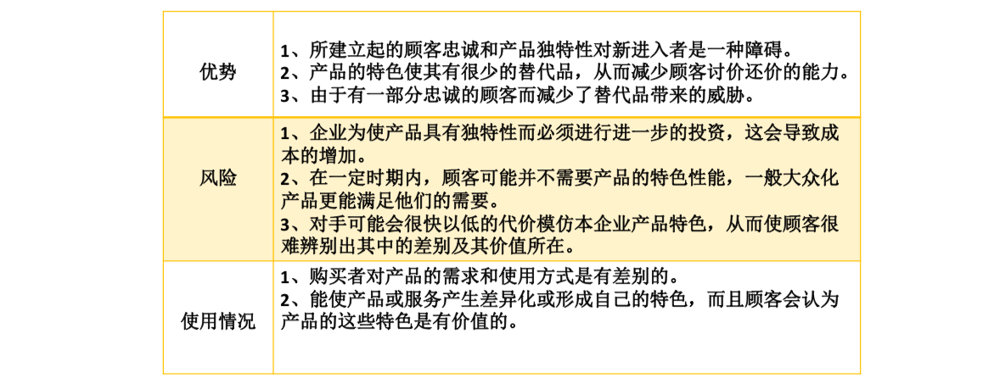 优势
1、所建立起的顾客忠诚和产品独特性对新进入者是一种障碍。
2、产品的特色使其有很少的替代品，从而减少顾客讨价还价的能力。
3、由于有一部分忠诚的顾客而减少了替代品带来的威胁。
风险
1、企业为使产品具有独特性而必须进行进一步的投资，这会导致成
本的增加。
2、在一定时期内，顾客可能并不需要产品的特色性能，一般大众化
产品更能满足他们的需要。
3、对手可能会很快以低的代价模仿本企业产品特色，从而使顾客很
难辨别出其中的差别及其价值所在。
使用情况
1、购买者对产品的需求和使用方式是有差别的。
2、能使产品或服务产生差异化或形成自己的特色，而且顾客会认为
产品的这些特色是有价值的。